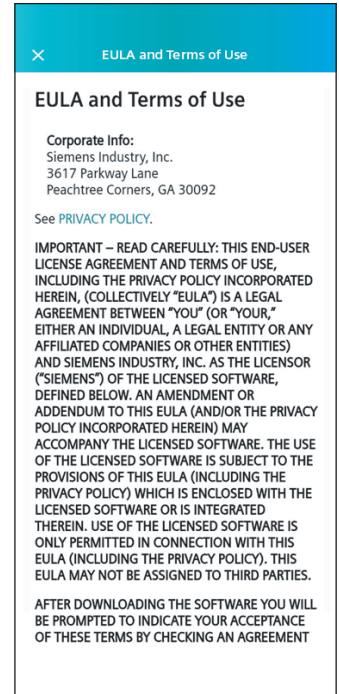 EULA and Terms of Use
EULA and Terms of Use
Corporate Info:
Siemens Industry, Inc.
3617 Parkway Lane
Peachtree Corners, GA 30092
See PRIVACY POLICY.
IMPORTANT – READ CAREFULLY: THIS END-USER
LICENSE AGREEMENT AND TERMS OF USE,
INCLUDING THE PRIVACY POLICY INCORPORATED
HEREIN, (COLLECTIVELY “EULA”) IS A LEGAL
AGREEMENT BETWEEN “YOU” (OR “YOUR,”
EITHER AN INDIVIDUAL, A LEGAL ENTITY OR ANY
AFFILIATED COMPANIES OR OTHER ENTITIES)
AND SIEMENS INDUSTRY, INC. AS THE LICENSOR
(“SIEMENS”) OF THE LICENSED SOFTWARE,
DEFINED BELOW. AN AMENDMENT OR
ADDENDUM TO THIS EULA (AND/OR THE PRIVACY
POLICY INCORPORATED HEREIN) MAY
ACCOMPANY THE LICENSED SOFTWARE. THE USE
OF THE LICENSED SOFTWARE IS SUBJECT TO THE
PROVISIONS OF THIS EULA (INCLUDING THE
PRIVACY POLICY) WHICH IS ENCLOSED WITH THE
LICENSED SOFTWARE OR IS INTEGRATED
THEREIN. USE OF THE LICENSED SOFTWARE IS
ONLY PERMITTED IN CONNECTION WITH THIS
EULA (INCLUDING THE PRIVACY POLICY). THIS
EULA MAY NOT BE ASSIGNED TO THIRD PARTIES.
AFTER DOWNLOADING THE SOFTWARE YOU WILL
BE PROMPTED TO INDICATE YOUR ACCEPTANCE
OF THESE TERMS BY CHECKING AN AGREEMENT